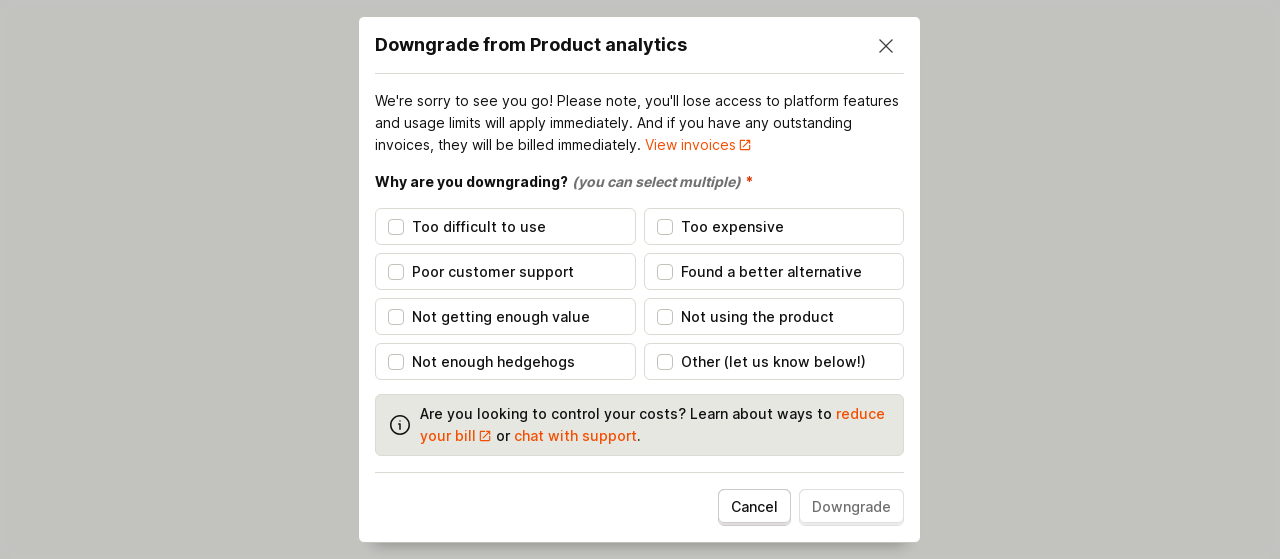 Downgrade from Product analytics
We're sorry to see you go! Please note, you'll lose access to platform features
and usage limits will apply immediately. And if you have any outstanding
invoices, they will be billed immediately. View invoices
Why are you downgrading? (you can select multiple) *
Too difficult to use
Too expensive
Poor customer support
Found a better alternative
Not getting enough value
Not using the product
Not enough hedgehogs
Other (let us know below!)
Are you looking to control your costs? Learn about ways to reduce
your bill or chat with support.
Cancel
Downgrade